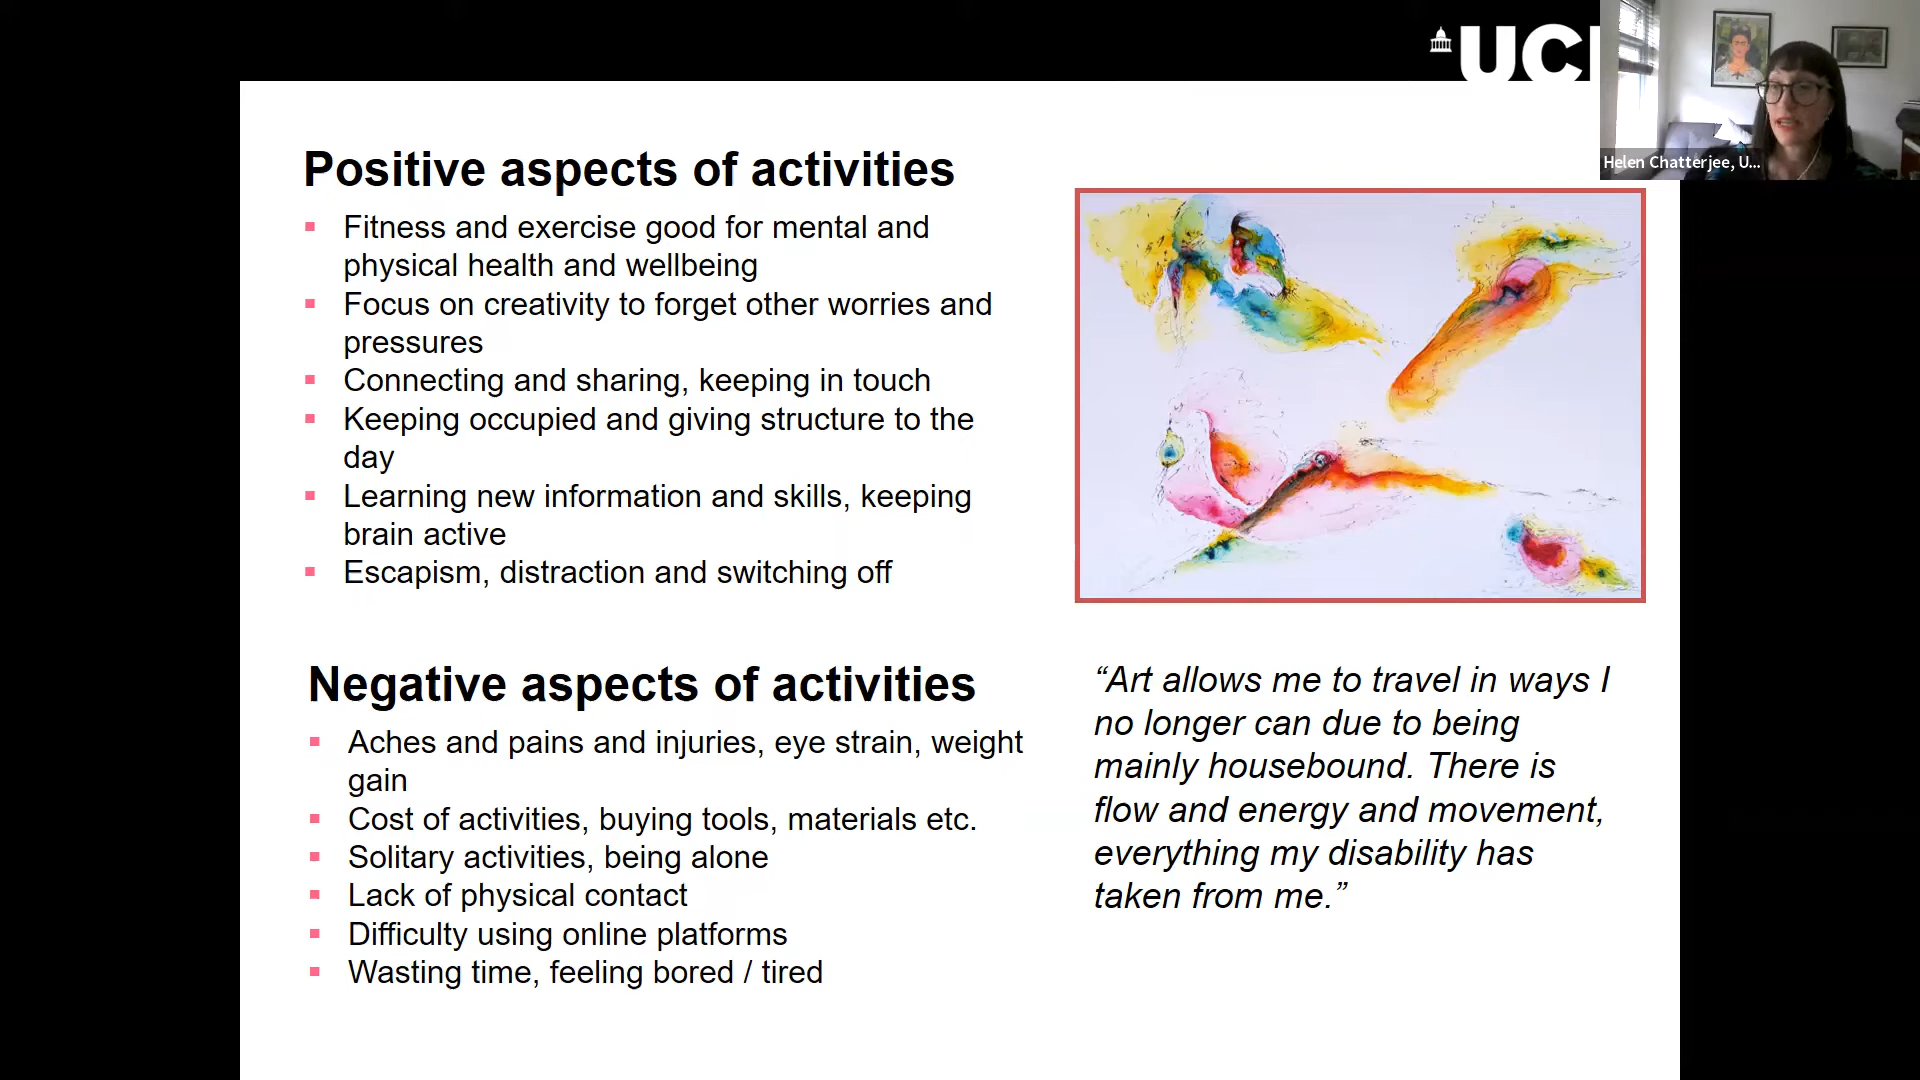 UCL
Helen Chatterjee, U...
Positive aspects of activities
Fitness and exercise good for mental and
physical health and wellbeing
Focus on creativity to forget other worries and
pressures
Connecting and sharing, keeping in touch
Keeping occupied and giving structure to the
day
Learning new information and skills, keeping
brain active
Escapism, distraction and switching off
Negative aspects of activities
Aches and pains and injuries, eye strain, weight
gain
Cost of activities, buying tools, materials etc.
Solitary activities, being alone
Lack of physical contact
Difficulty using online platforms
Wasting time, feeling bored / tired
“Art allows me to travel in ways I
no longer can due to being
mainly housebound. There is
flow and energy and movement,
everything my disability has
taken from me.”